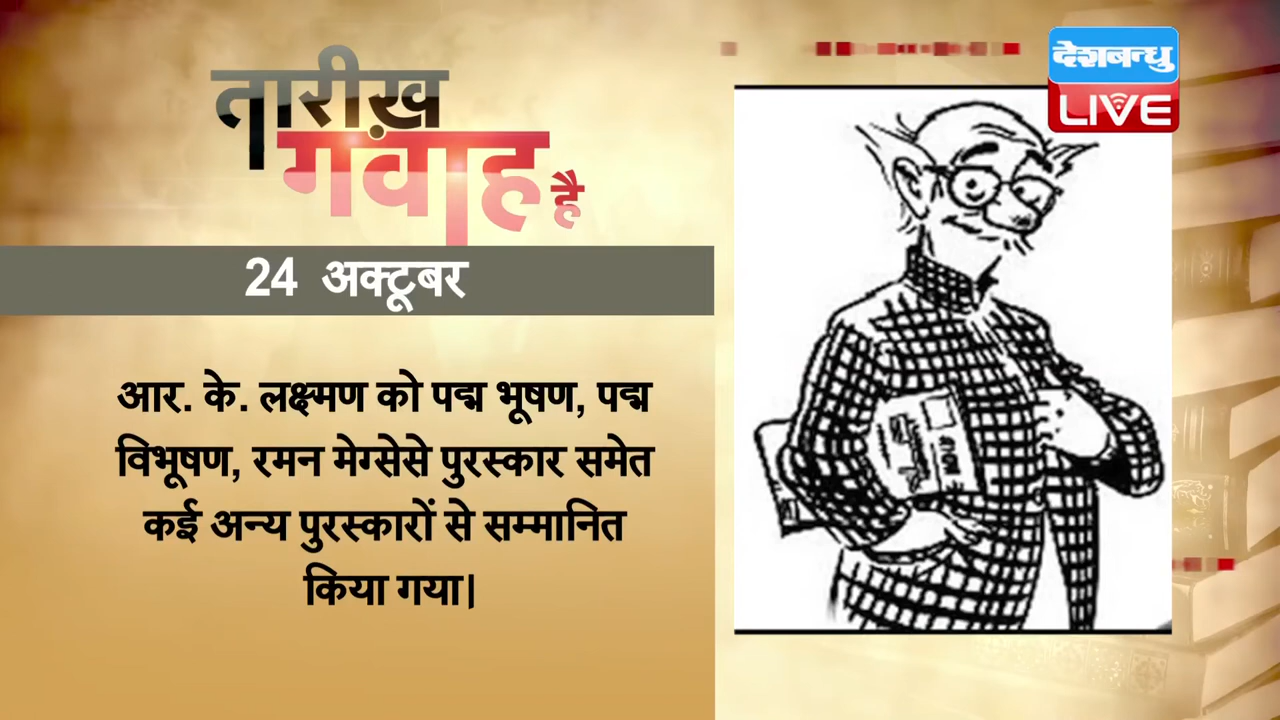 तारीख़
गवाह है
देशबन्धु
LIVE
24 अक्टूबर
आर. के. लक्ष्मण को पद्म भूषण, पद्म
विभूषण, रमन मेग्सेसे पुरस्कार समेत
कई अन्य पुरस्कारों से सम्मानित
किया गया।